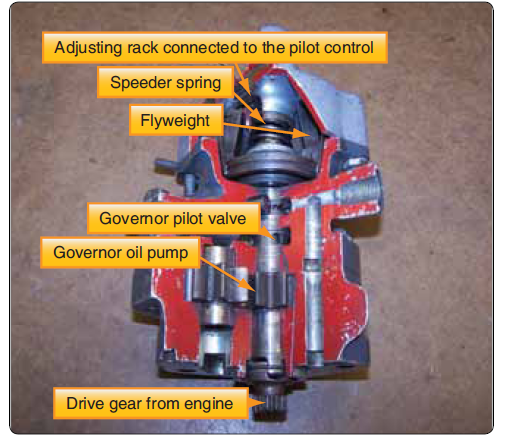 Adjusting rack connected to the pilot control
Speeder spring
Flyweight
Governor pilot valve
Governor oil pump
Drive gear from engine